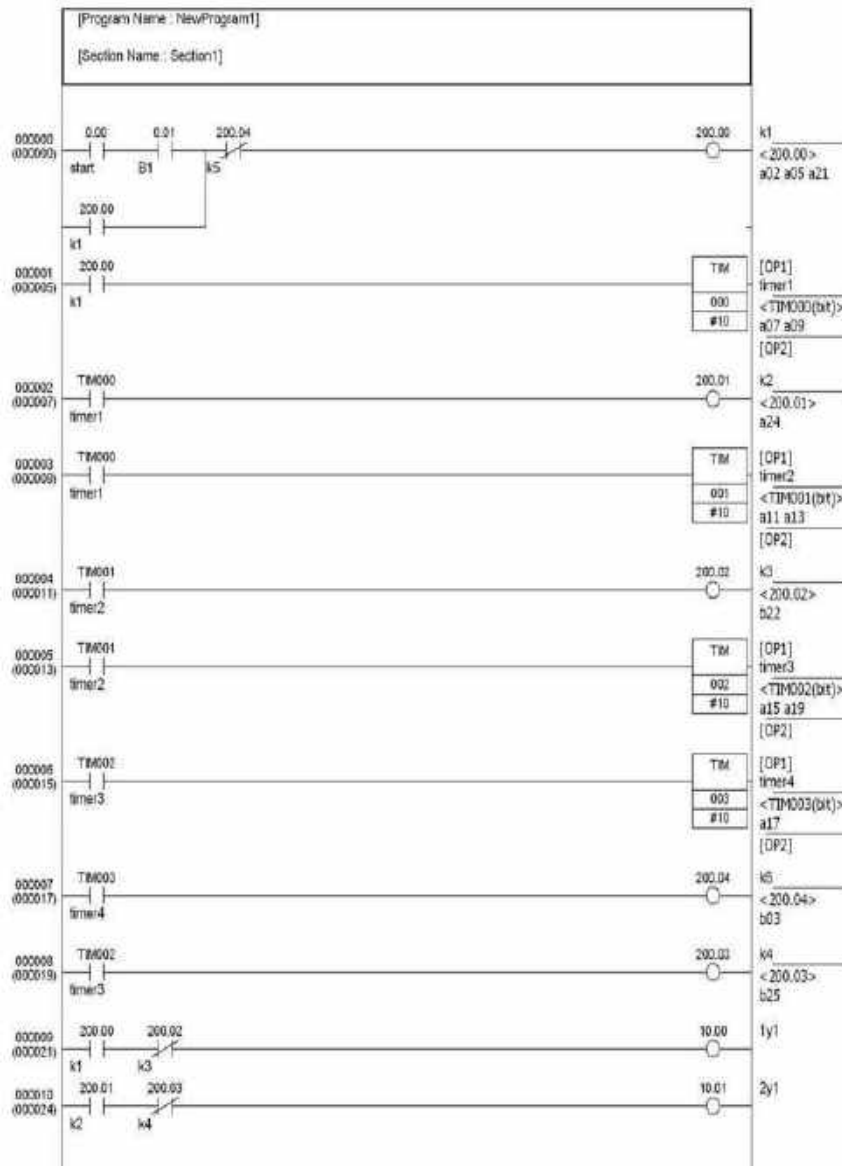 [Program Name : NewProgram1]
[Section Name : Section1]
000000
(000000)
0.00
start
0.01
B1
200.04
k5
200.00
k1
<200.00>
a02 a05 a21
200.00
k1
000001
(000005)
200.00
k1
TIM
000
#10
[OP1]
timer1
<TIM000(bit)>
a07 a09
[OP2]
000002
(000007)
TIM000
timer1
200.01
k2
<200.01>
a24
000003
(000009)
TIM000
timer1
TIM
001
#10
[OP1]
timer2
<TIM001(bit)>
a11 a13
[OP2]
000004
(000011)
TIM001
timer2
200.02
k3
<200.02>
b22
000005
(000013)
TIM001
timer2
TIM
002
#10
[OP1]
timer3
<TIM002(bit)>
a15 a19
[OP2]
000006
(000015)
TIM002
timer3
TIM
003
#10
[OP1]
timer4
<TIM003(bit)>
a17
[OP2]
000007
(000017)
TIM003
timer4
200.04
k5
<200.04>
b03
000008
(000019)
TIM002
timer3
200.03
k4
<200.03>
b25
000009
(000021)
200.00
k1
200.02
k3
10.00
1y1
000010
(000024)
200.01
k2
200.03
k4
10.01
2y1